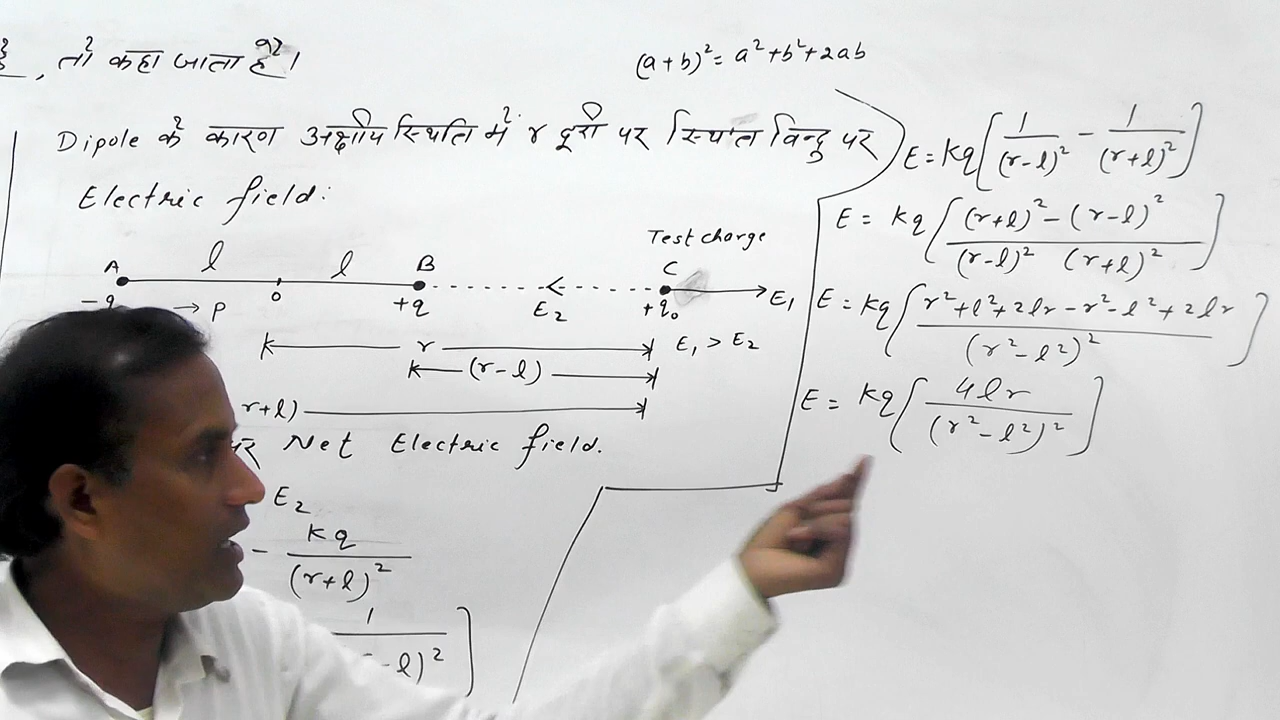 , तो कहा जाता है।
(a+b)² = a²+b²+2ab
Dipole के कारण अक्षीय स्थिति में r दूरी पर स्थित बिन्दु पर
Electric field:
Test charge
l l
A B C
-q O +q E₂ +q₀ E₁
→ P
r E₁ > E₂
(r-l)
r+l)
पर Net Electric field.
E₂
- Kq/(r+l)²
1
-l)² ]
E = Kq[1/(r-l)² - 1/(r+l)²]
E = Kq[((r+l)² - (r-l)²)/((r-l)² (r+l)²)]
E = Kq[(r²+l²+2lr-r²-l²+2lr)/(r²-l²)²]
E = Kq[4lr/(r²-l²)²]